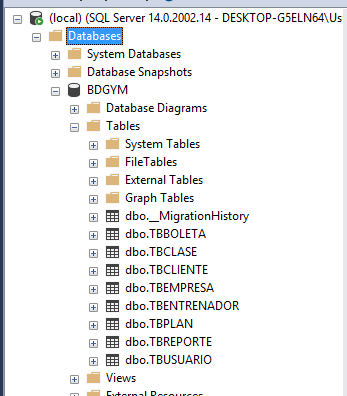 (local) (SQL Server 14.0.2002.14 - DESKTOP-G5ELN64\Us
Databases
System Databases
Database Snapshots
BDGYM
Database Diagrams
Tables
System Tables
FileTables
External Tables
Graph Tables
dbo.__MigrationHistory
dbo.TBBOLETA
dbo.TBCLASE
dbo.TBCLIENTE
dbo.TBEMPRESA
dbo.TBENTRENADOR
dbo.TBPLAN
dbo.TBREPORTE
dbo.TBUSUARIO
Views
External Resources